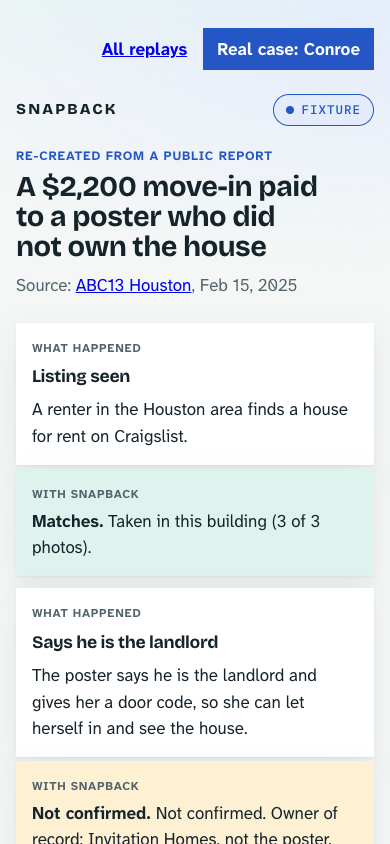 All replays
Real case: Conroe
SNAPBACK
FIXTURE
RE-CREATED FROM A PUBLIC REPORT
A $2,200 move-in paid
to a poster who did
not own the house
Source: ABC13 Houston, Feb 15, 2025
WHAT HAPPENED
Listing seen
A renter in the Houston area finds a house
for rent on Craigslist.
WITH SNAPBACK
Matches. Taken in this building (3 of 3
photos).
WHAT HAPPENED
Says he is the landlord
The poster says he is the landlord and
gives her a door code, so she can let
herself in and see the house.
WITH SNAPBACK
Not confirmed. Not confirmed. Owner of
record: Invitation Homes, not the poster.